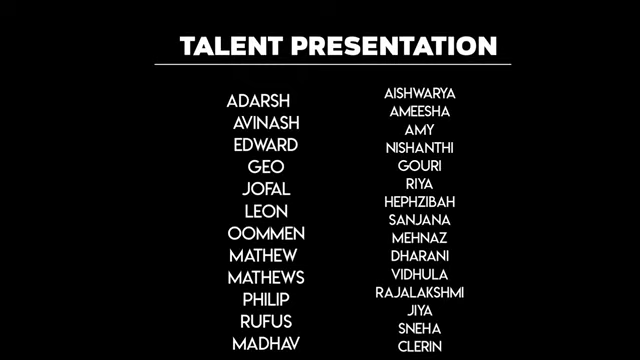 TALENT PRESENTATION
ADARSH
AVINASH
EDWARD
GEO
JOFAL
LEON
OOMMEN
MATHEW
MATHEWS
PHILIP
RUFUS
MADHAV
AISHWARYA
AMEESHA
AMY
NISHANTHI
GOURI
RIYA
HEPHZIBAH
SANJANA
MEHNAZ
DHARANI
VIDHULA
RAJALAKSHMI
JIYA
SNEHA
CLERIN